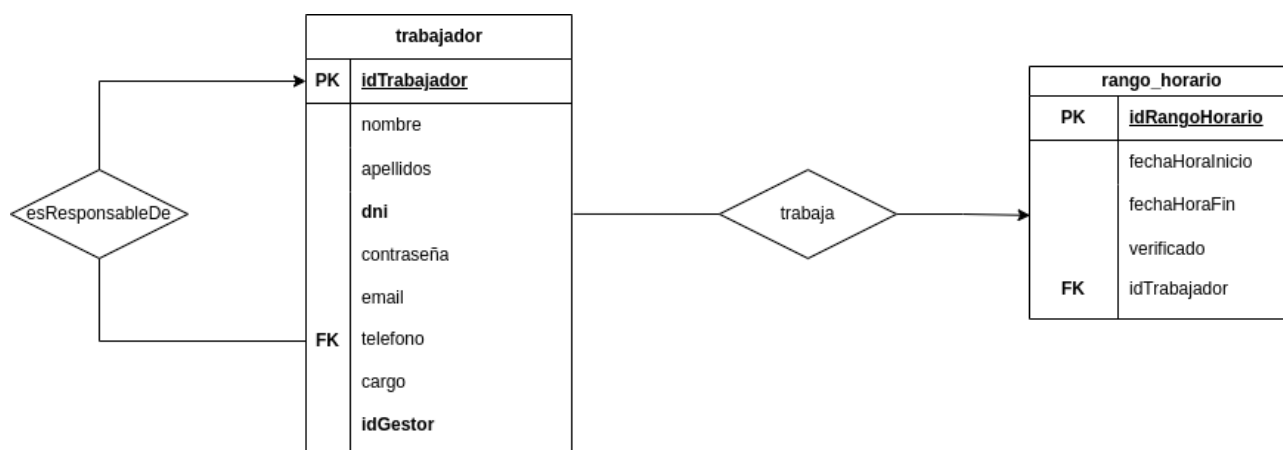 trabajador
PK idTrabajador
nombre
apellidos
dni
contraseña
email
FK telefono
cargo
idGestor
esResponsableDe
trabaja
rango_horario
PK idRangoHorario
fechaHoraInicio
fechaHoraFin
verificado
FK idTrabajador